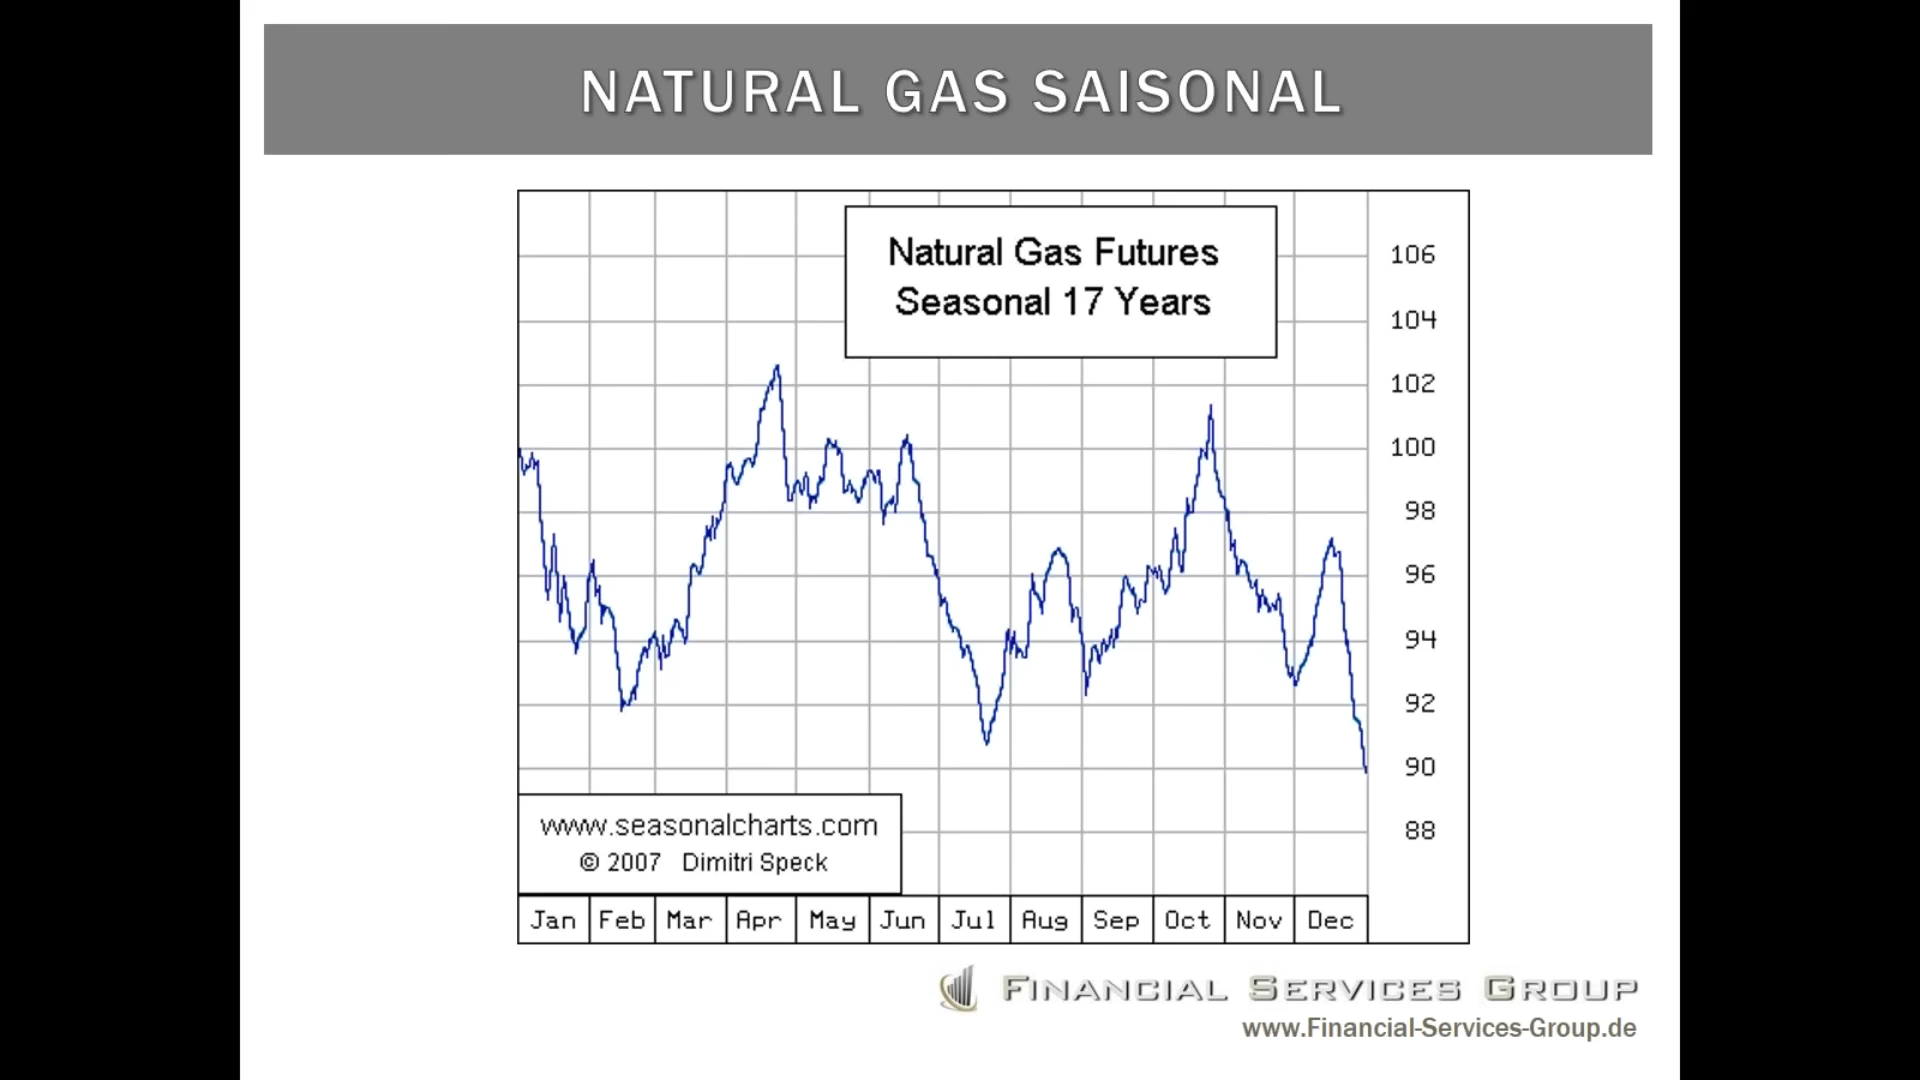 NATURAL GAS SAISONAL
Natural Gas Futures
Seasonal 17 Years
106
104
102
100
98
96
94
92
90
88
www.seasonalcharts.com
© 2007 Dimitri Speck
Jan Feb Mar Apr May Jun Jul Aug Sep Oct Nov Dec
FINANCIAL SERVICES GROUP
www.Financial-Services-Group.de